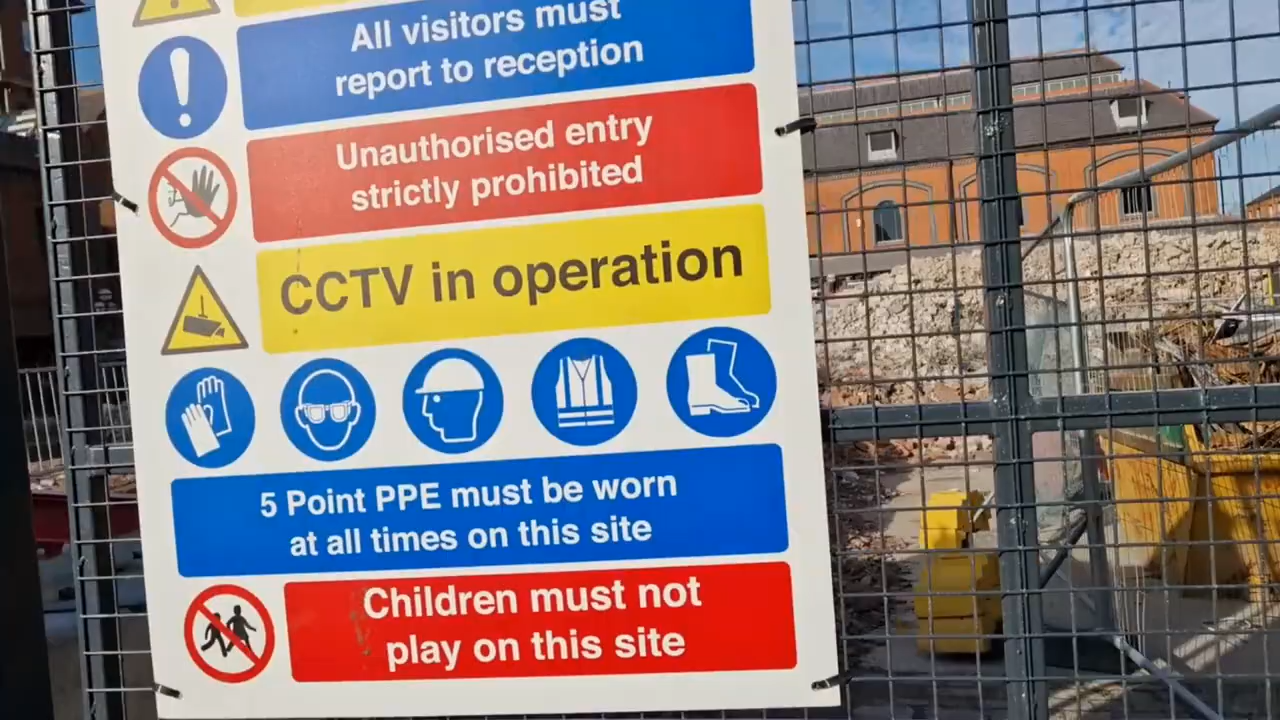 All visitors must
report to reception
Unauthorised entry
strictly prohibited
CCTV in operation
5 Point PPE must be worn
at all times on this site
Children must not
play on this site